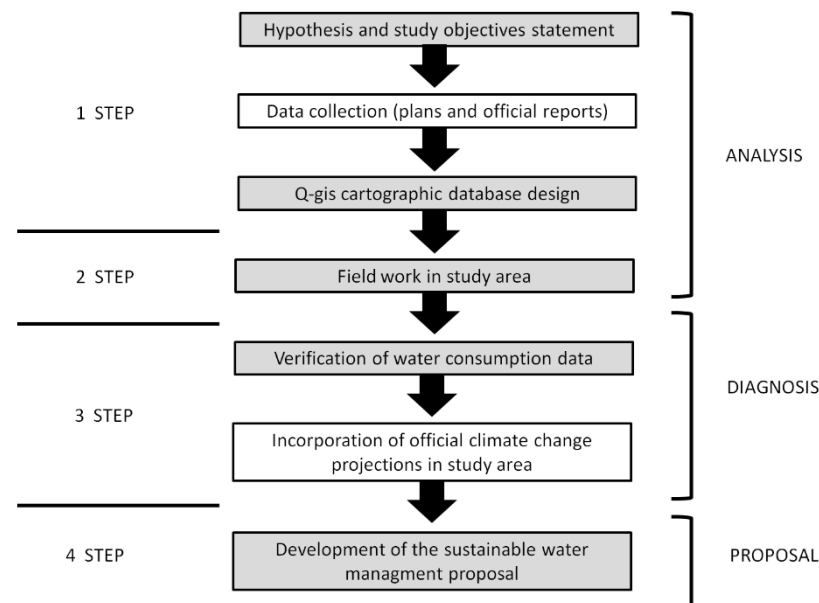 Hypothesis and study objectives statement
1 STEP
Data collection (plans and official reports)
ANALYSIS
Q-gis cartographic database design
2 STEP
Field work in study area
Verification of water consumption data
DIAGNOSIS
3 STEP
Incorporation of official climate change
projections in study area
4 STEP
Development of the sustainable water
managment proposal
PROPOSAL